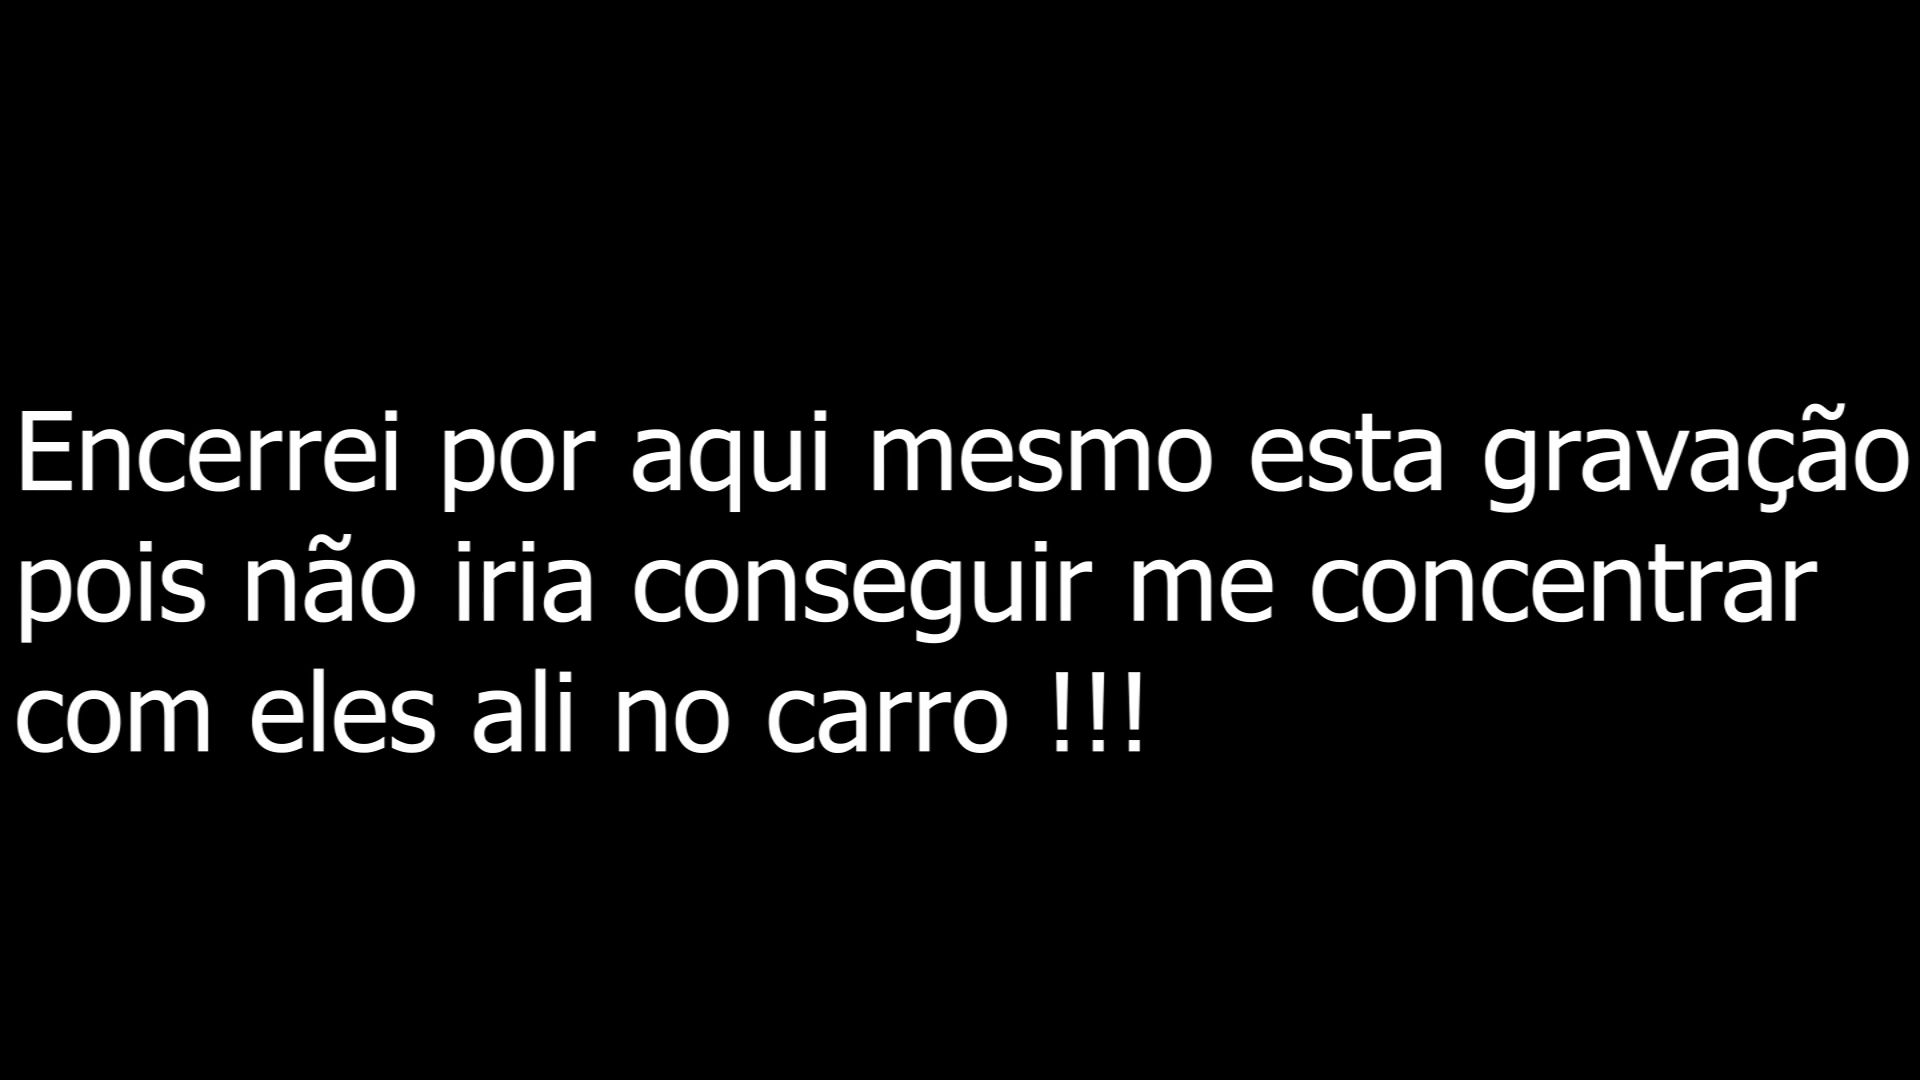 Encerrei por aqui mesmo esta gravação
pois não iria conseguir me concentrar
com eles ali no carro !!!